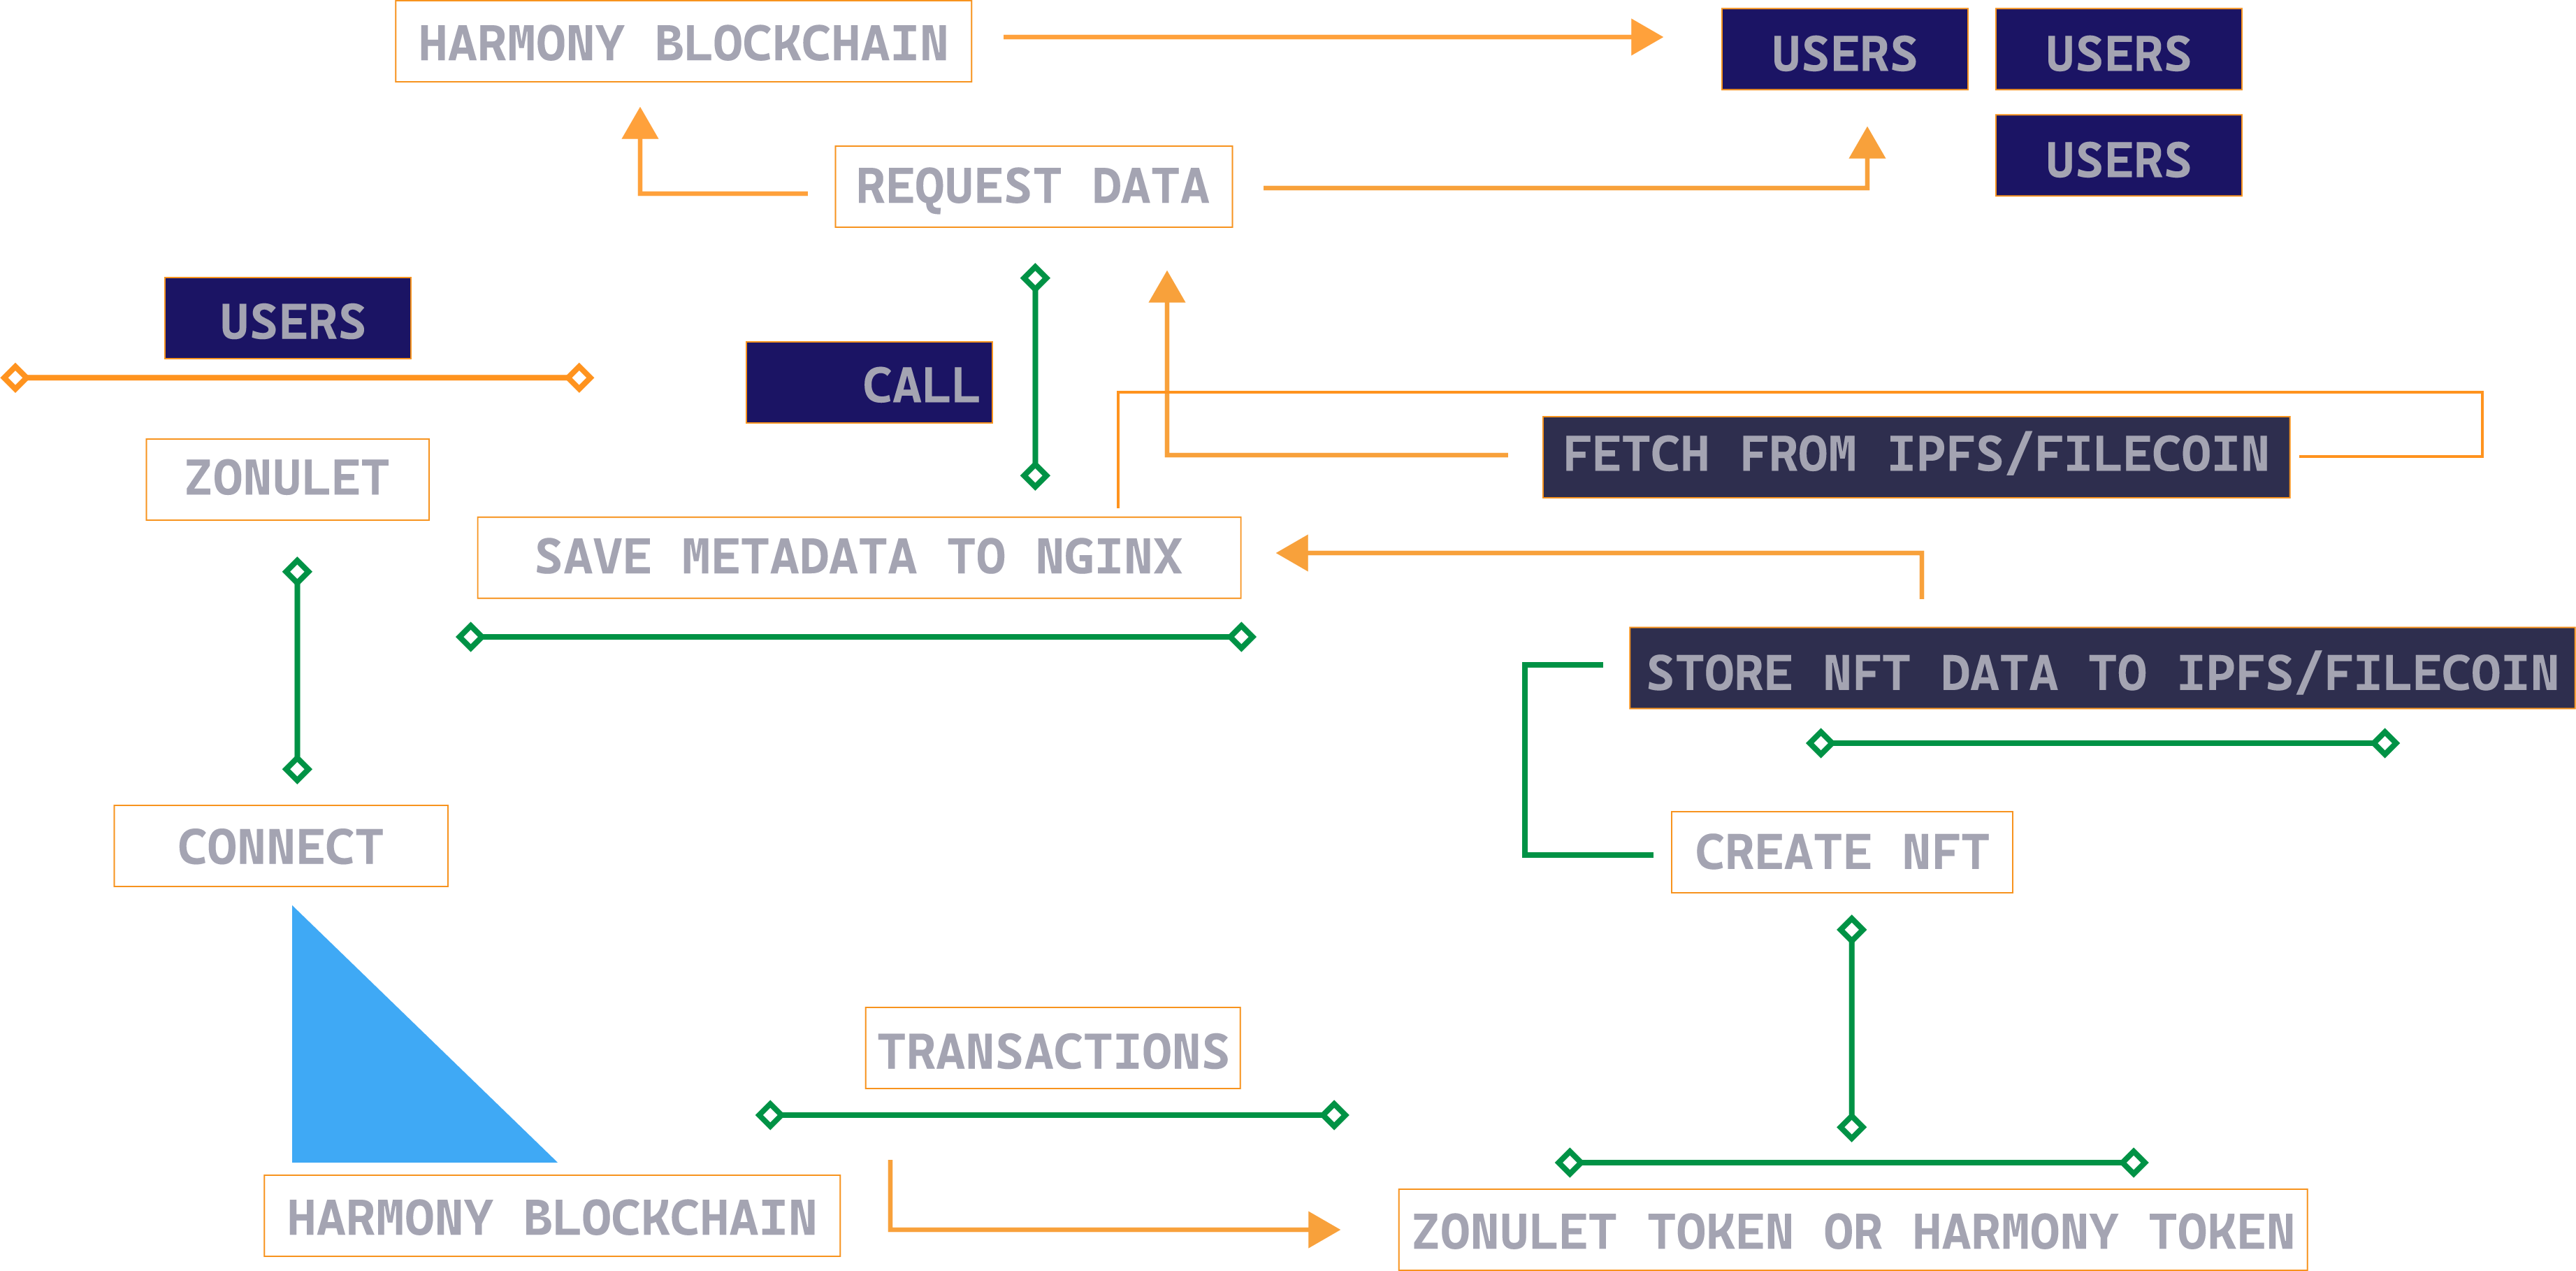 HARMONY BLOCKCHAIN
USERS
USERS
REQUEST DATA
USERS
USERS
CALL
ZONULET
FETCH FROM IPFS/FILECOIN
SAVE METADATA TO NGINX
STORE NFT DATA TO IPFS/FILECOIN
CONNECT
CREATE NFT
TRANSACTIONS
HARMONY BLOCKCHAIN
ZONULET TOKEN OR HARMONY TOKEN